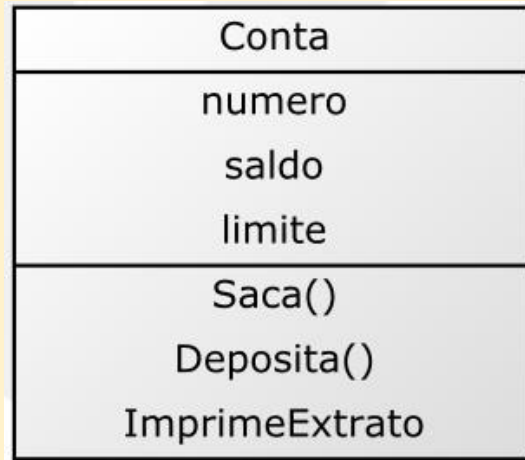 Conta
numero
saldo
limite
Saca()
Deposita()
ImprimeExtrato